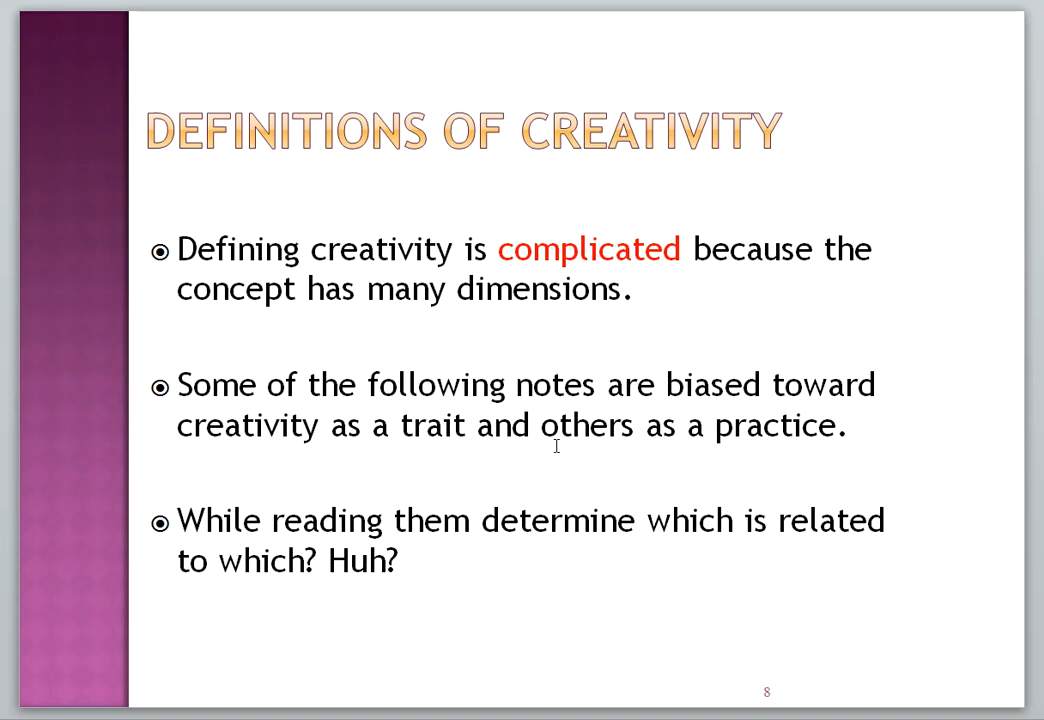 DEFINITIONS OF CREATIVITY
Defining creativity is complicated because the
concept has many dimensions.
Some of the following notes are biased toward
creativity as a trait and others as a practice.
While reading them determine which is related
to which? Huh?
8